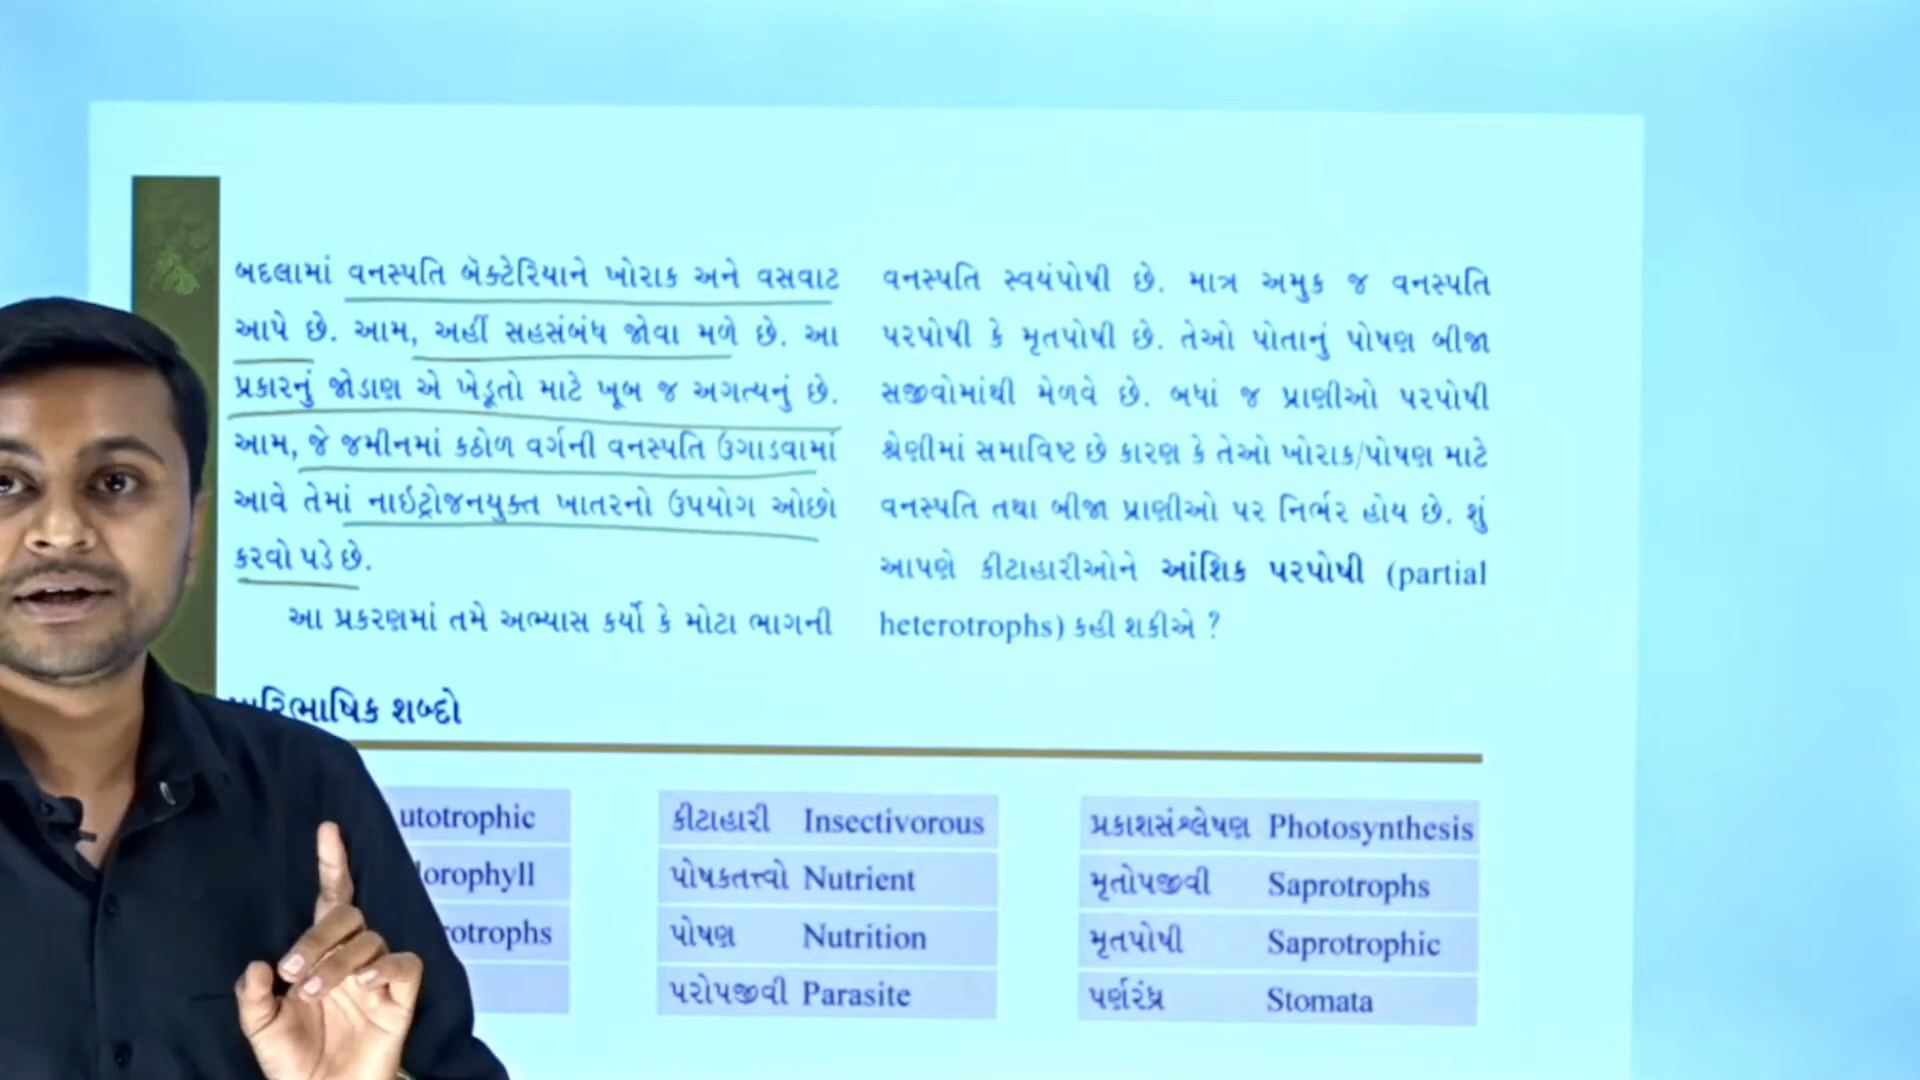 બદલામાં વનસ્પતિ બૅક્ટેરિયાને ખોરાક અને વસવાટ
આપે છે. આમ, અહીં સહસંબંધ જોવા મળે છે. આ
પ્રકારનું જોડાણ એ ખેડૂતો માટે ખૂબ જ અગત્યનું છે.
આમ, જે જમીનમાં કઠોળ વર્ગની વનસ્પતિ ઉગાડવામાં
આવે તેમાં નાઇટ્રોજનયુક્ત ખાતરનો ઉપયોગ ઓછો
કરવો પડે છે.
આ પ્રકરણમાં તમે અભ્યાસ કર્યો કે મોટા ભાગની
વનસ્પતિ સ્વયંપોષી છે. માત્ર અમુક જ વનસ્પતિ
પરપોષી કે મૃતપોષી છે. તેઓ પોતાનું પોષણ બીજા
સજીવોમાંથી મેળવે છે. બધાં જ પ્રાણીઓ પરપોષી
શ્રેણીમાં સમાવિષ્ટ છે કારણ કે તેઓ ખોરાક/પોષણ માટે
વનસ્પતિ તથા બીજા પ્રાણીઓ પર નિર્ભર હોય છે. શું
આપણે કીટાહારીઓને આંશિક પરપોષી (partial
heterotrophs) કહી શકીએ ?
શબ્દો
utotrophic
lorophyll
rotrophs
કીટાહારી Insectivorous
પોષકતત્ત્વો Nutrient
પોષણ Nutrition
પરોપજીવી Parasite
પ્રકાશસંશ્લેષણ Photosynthesis
મૃતોપજીવી Saprotrophs
મૃતપોષી Saprotrophic
પર્ણરંધ્ર Stomata